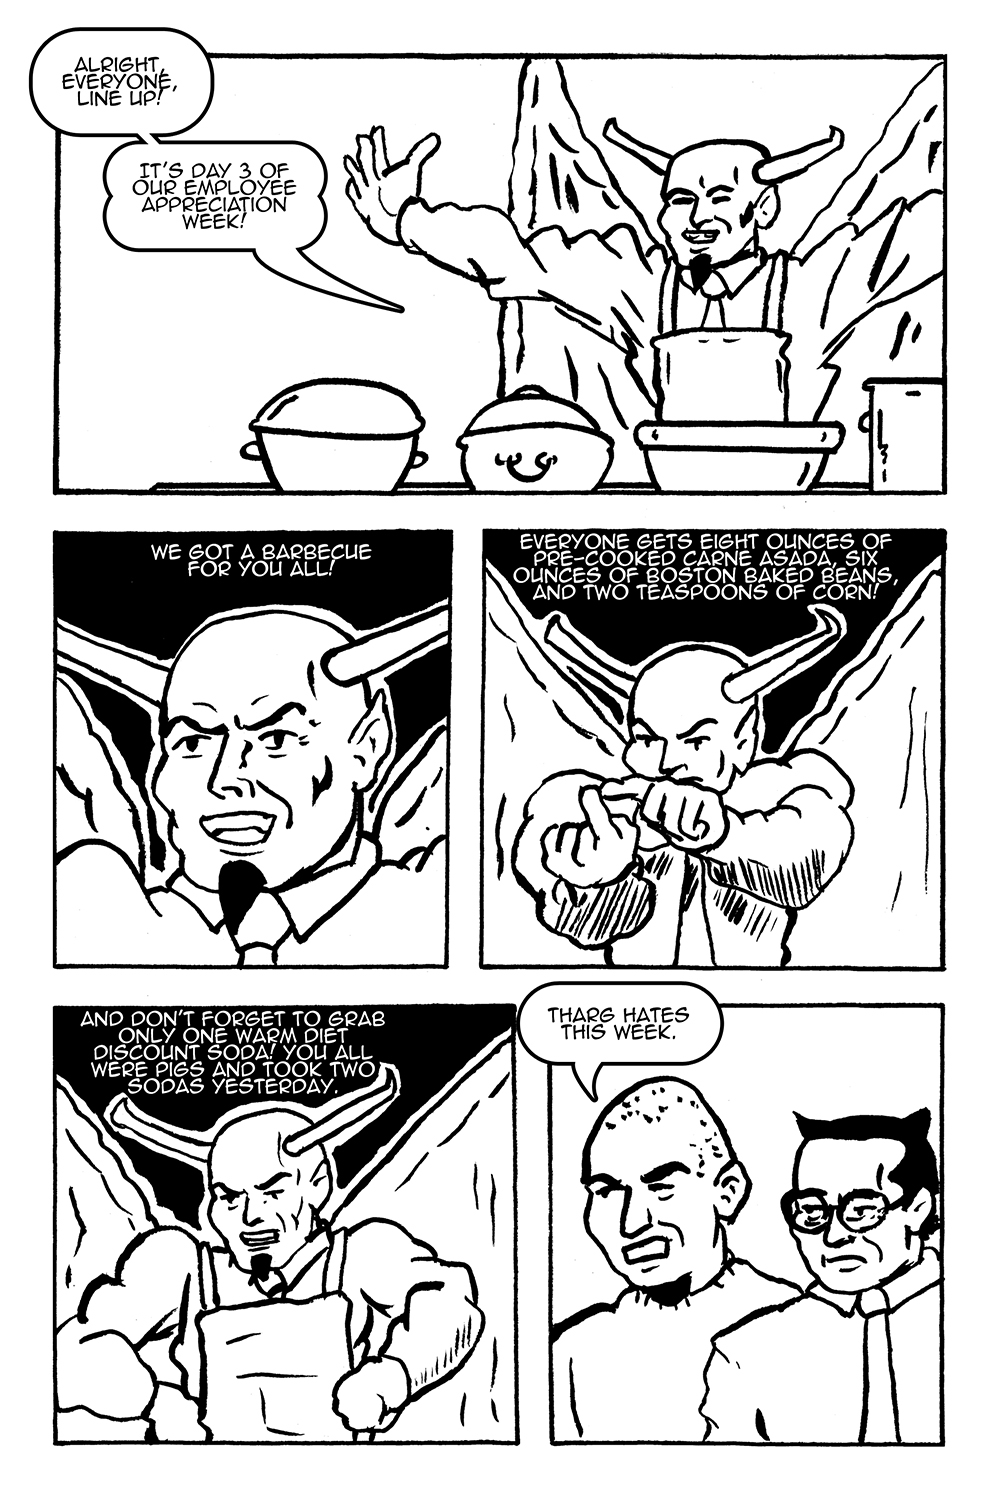 ALRIGHT,
EVERYONE,
LINE UP!
IT'S DAY 3 OF
OUR EMPLOYEE
APPRECIATION
WEEK!
WE GOT A BARBECUE
FOR YOU ALL!
EVERYONE GETS EIGHT OUNCES OF
PRE-COOKED CARNE ASADA, SIX
OUNCES OF BOSTON BAKED BEANS,
AND TWO TEASPOONS OF CORN!
AND DON'T FORGET TO GRAB
ONLY ONE WARM DIET
DISCOUNT SODA! YOU ALL
WERE PIGS AND TOOK TWO
SODAS YESTERDAY.
THARG HATES
THIS WEEK.